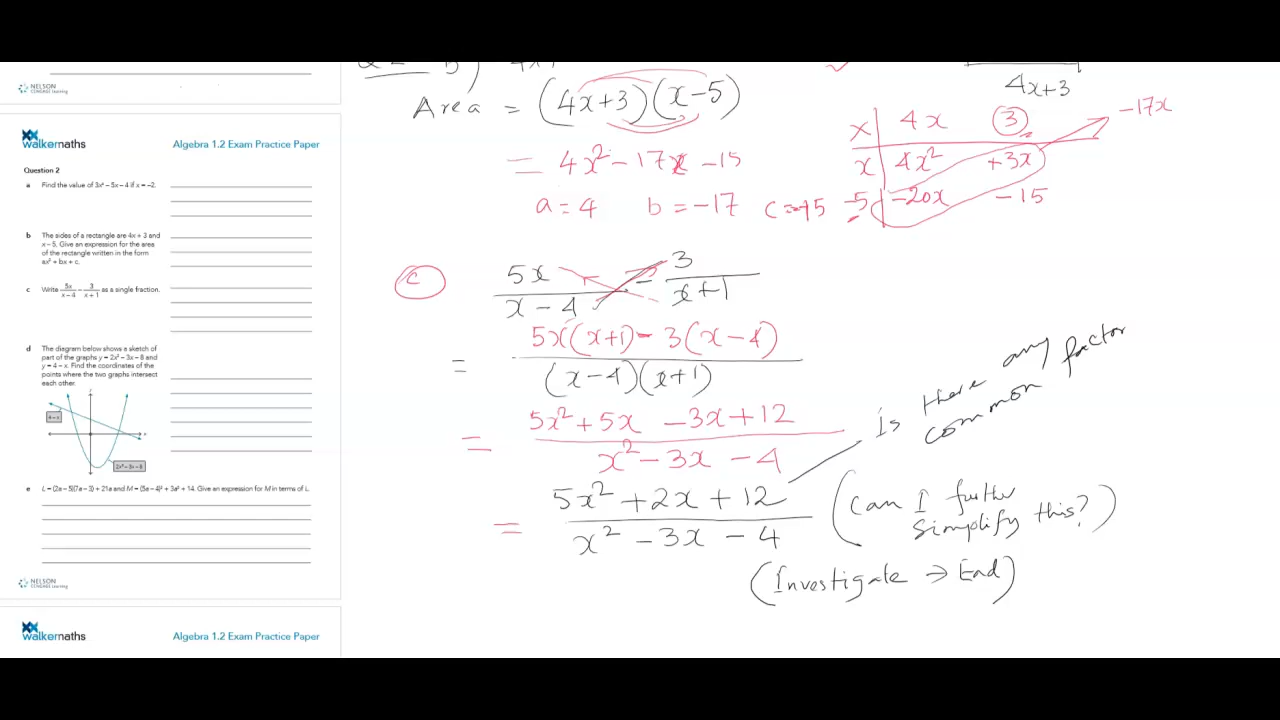 NELSON
CENGAGE Learning
walkernaths
Algebra 1.2 Exam Practice Paper
Question 2
a Find the value of 3x² – 5x – 4 if x = –2.
b The sides of a rectangle are 4x + 3 and
x – 5. Give an expression for the area
of the rectangle written in the form
ax² + bx + c.
c Write 5x/(x – 4) – 3/(x + 1) as a single fraction.
d The diagram below shows a sketch of
part of the graphs y = 2x² – 3x – 8 and
y = 4 – x. Find the coordinates of the
points where the two graphs intersect
each other.
4 – x
2x² – 3x – 8
e L = (2a – 5)(7a – 3) + 21a and M = (5a – 4)² + 3a² + 14. Give an expression for M in terms of L.
NELSON
CENGAGE Learning
walkernaths
Algebra 1.2 Exam Practice Paper
4x+3
Area = (4x+3)(x-5)
= 4x² - 17x - 15
a = 4 b = -17 c = -15
x 4x 3 -17x
x 4x² +3x
-5 -20x -15
c 5x/(x - 4) - 3/(x+1)
= 5x(x+1) - 3(x-4)
(x-4)(x+1)
= 5x² + 5x - 3x + 12
x² - 3x - 4
= 5x² + 2x + 12
x² - 3x - 4
Is there any factor
common
(Can I further
simplify this?)
(Investigate → End)